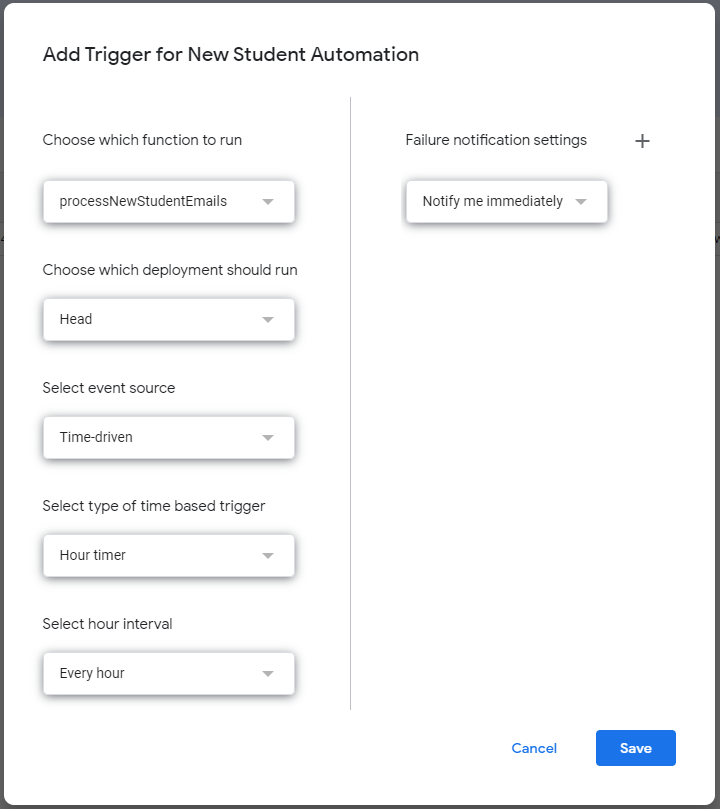 Add Trigger for New Student Automation
Choose which function to run
processNewStudentEmails
Choose which deployment should run
Head
Select event source
Time-driven
Select type of time based trigger
Hour timer
Select hour interval
Every hour
Failure notification settings
Notify me immediately
Cancel
Save